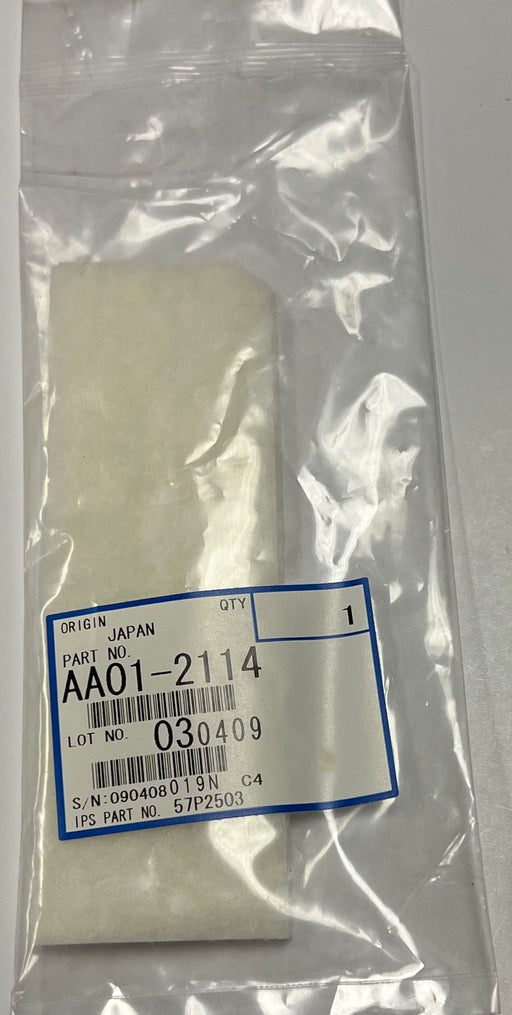 ORIGIN
JAPAN
QTY
1
PART NO.
AA01-2114
LOT NO. 030409
S/N:090408019N C4
IPS PART NO. 57P2503